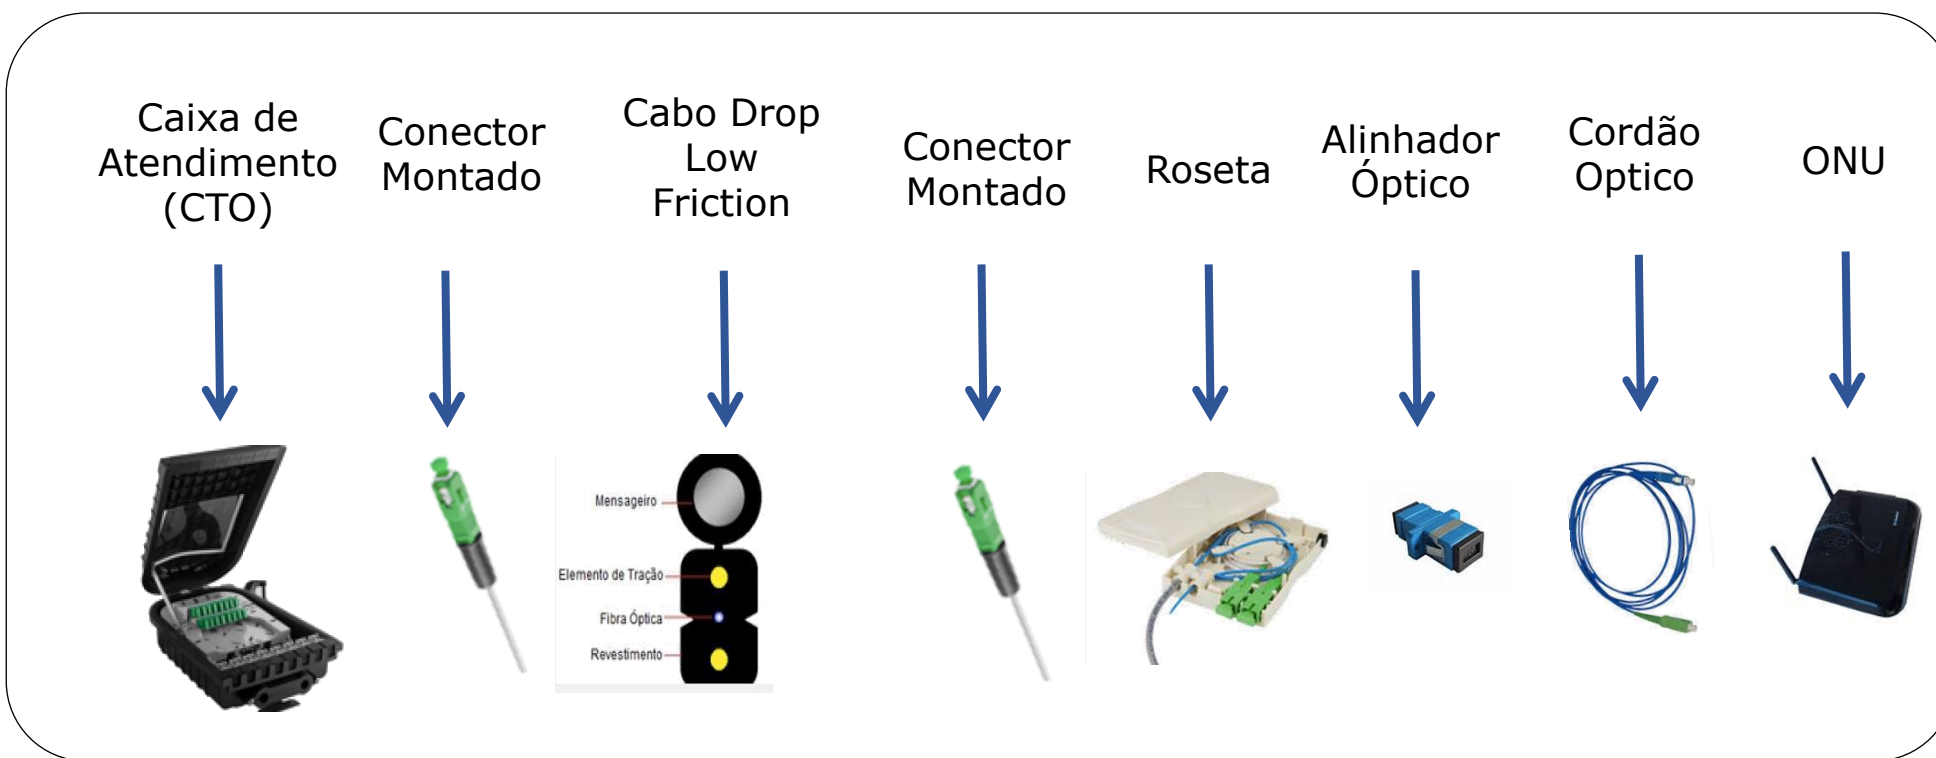 Caixa de
Atendimento
(CTO)
Conector
Montado
Cabo Drop
Low
Friction
Conector
Montado
Roseta
Alinhador
Óptico
Cordão
Optico
ONU
Mensageiro
Elemento de Tração
Fibra Óptica
Revestimento